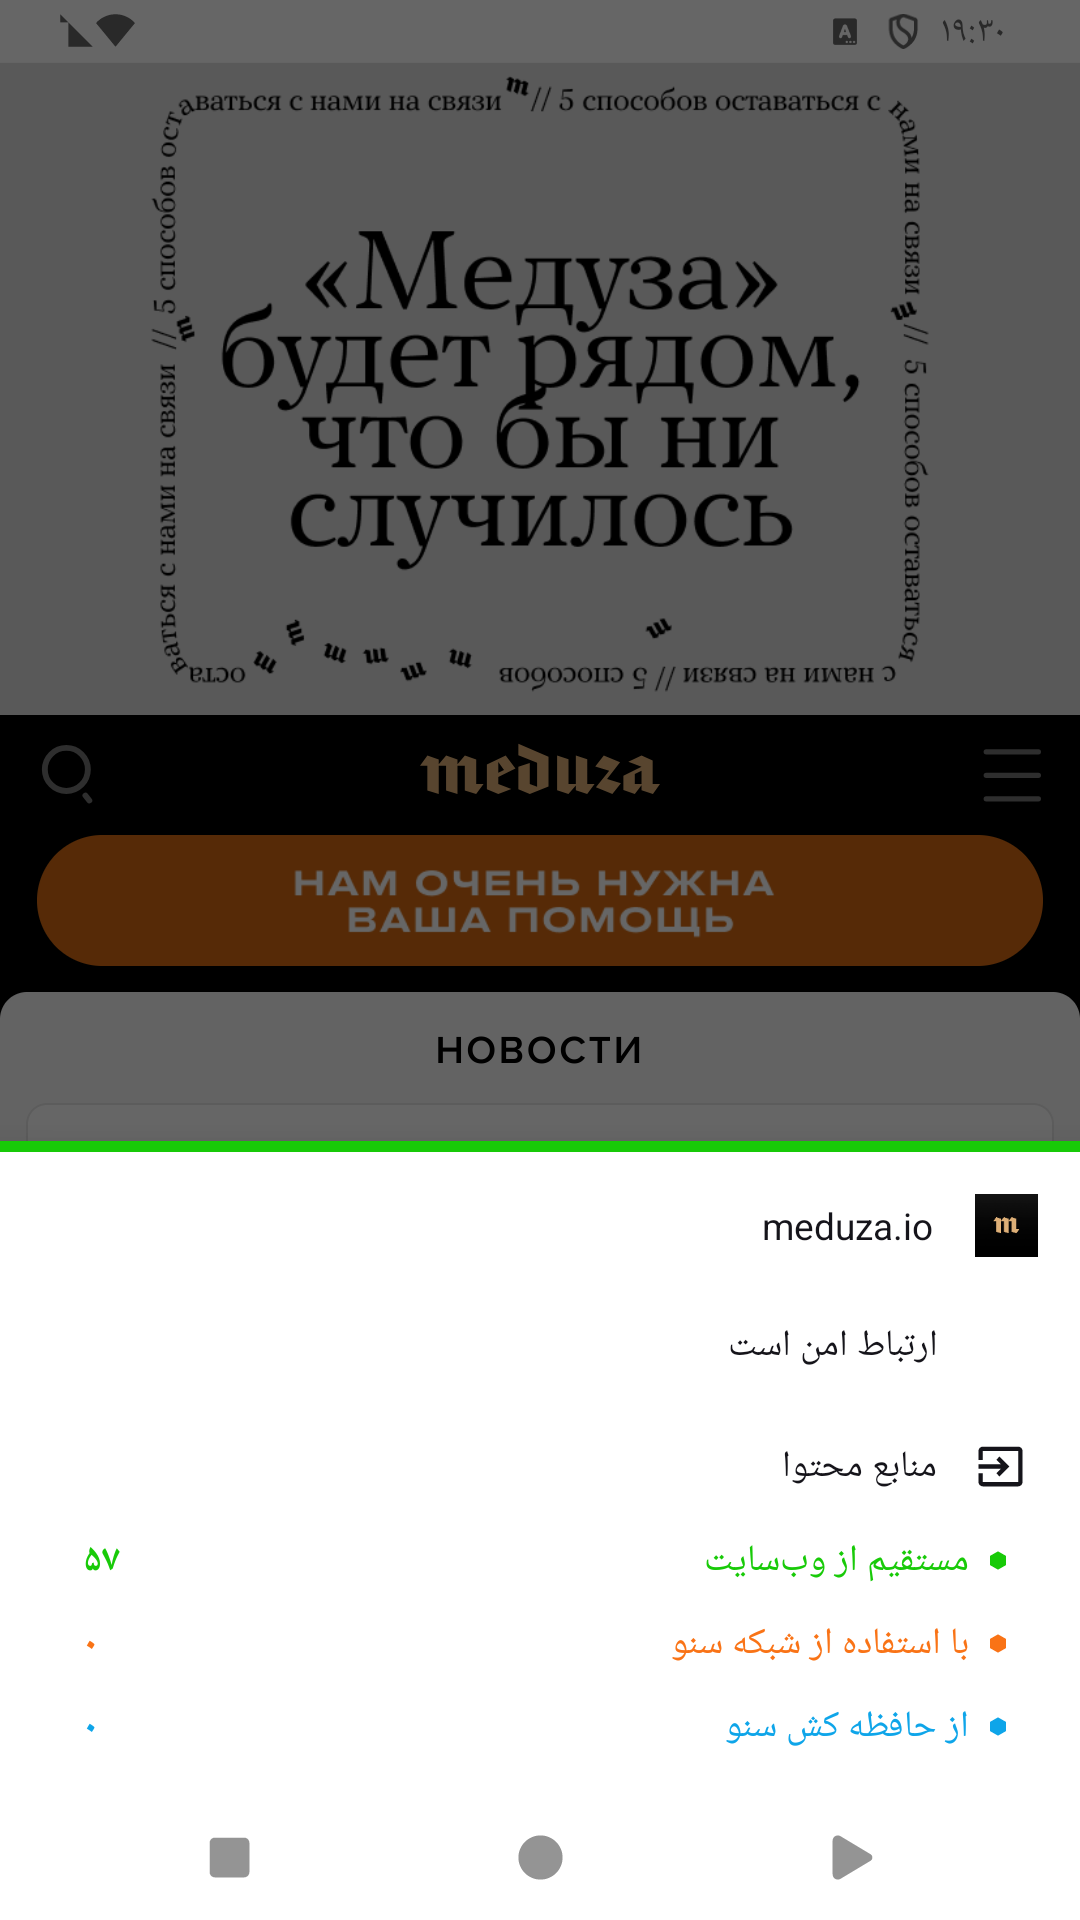 ۱۹:۳۰
// 5 способов оставаться с нами на связи
// 5 способов оставаться с нами на связи
// 5 способов оставаться с нами на связи
// 5 способов оставаться с нами на связи
«Медуза»
будет рядом,
что бы ни
случилось
meduza
НАМ ОЧЕНЬ НУЖНА
ВАША ПОМОЩЬ
НОВОСТИ
meduza.io
ارتباط امن است
منابع محتوا
مستقیم از وب‌سایت ۵۷
با استفاده از شبکه سنو ۰
از حافظه کش سنو ۰